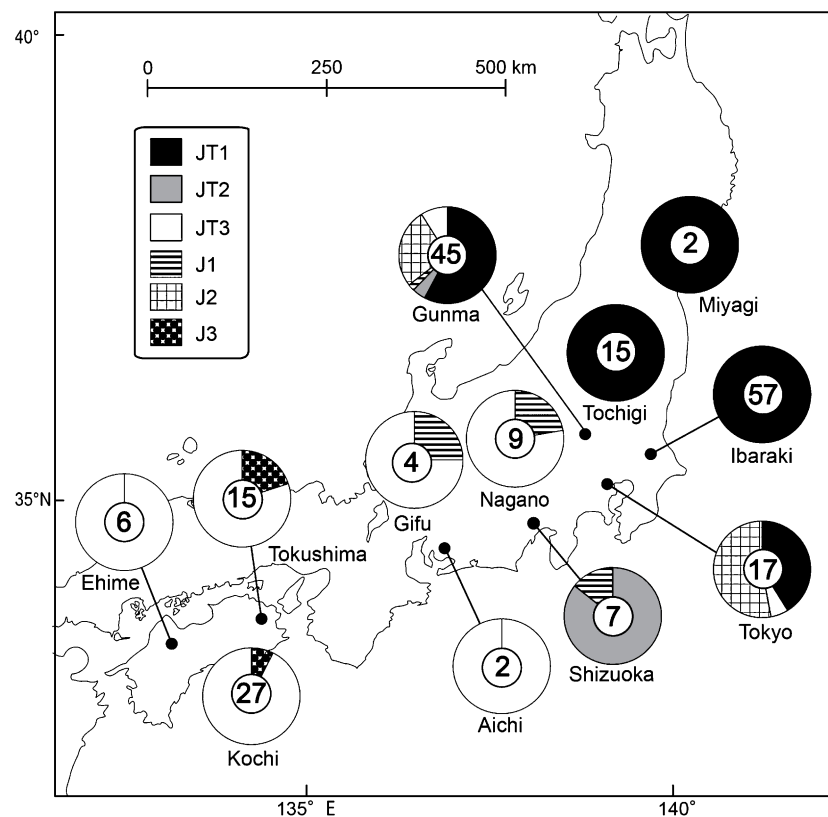 40°
0 250 500 km
JT1
JT2
JT3
J1
J2
J3
45
Gunma
2
Miyagi
15
Tochigi
57
Ibaraki
9
Nagano
4
Gifu
35°N
15
Tokushima
6
Ehime
17
Tokyo
7
Shizuoka
2
Aichi
27
Kochi
135° E
140°